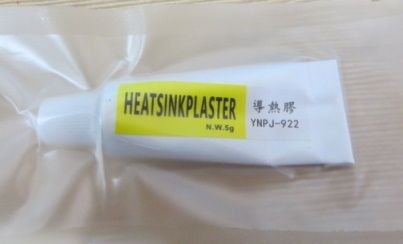 HEATSINKPLASTER
N.W.5g
導熱膠
YNPJ-922